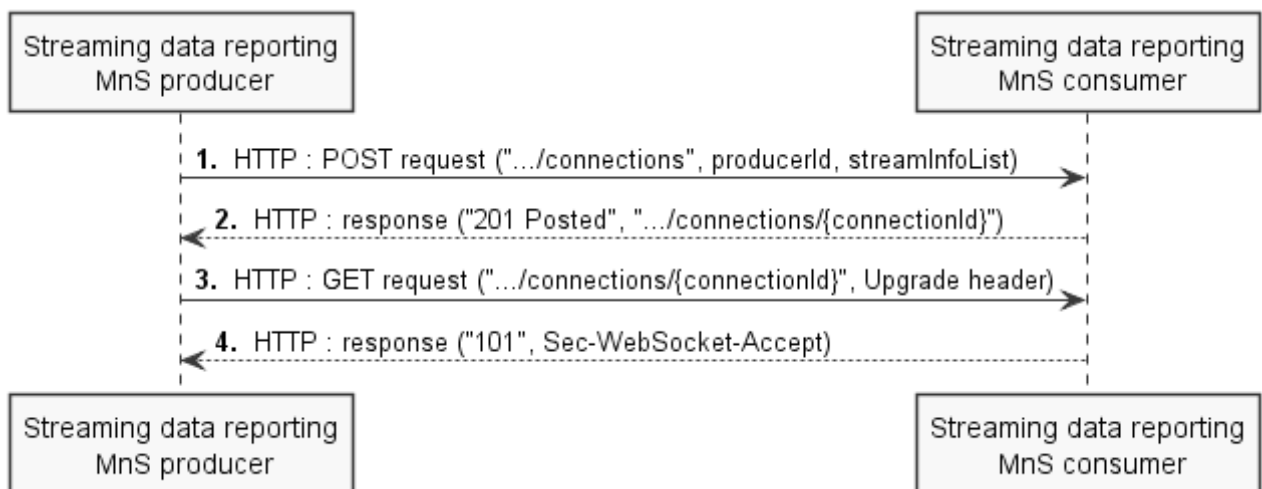 Streaming data reporting
MnS producer
Streaming data reporting
MnS consumer
1. HTTP : POST request (".../connections", producerId, streamInfoList)
2. HTTP : response ("201 Posted", ".../connections/{connectionId}")
3. HTTP : GET request (".../connections/{connectionId}", Upgrade header)
4. HTTP : response ("101", Sec-WebSocket-Accept)
Streaming data reporting
MnS producer
Streaming data reporting
MnS consumer